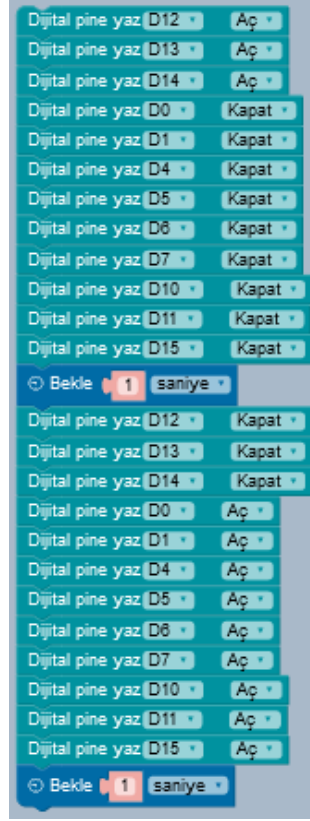 Dijital pine yaz D12 Aç
Dijital pine yaz D13 Aç
Dijital pine yaz D14 Aç
Dijital pine yaz D0 Kapat
Dijital pine yaz D1 Kapat
Dijital pine yaz D4 Kapat
Dijital pine yaz D5 Kapat
Dijital pine yaz D6 Kapat
Dijital pine yaz D7 Kapat
Dijital pine yaz D10 Kapat
Dijital pine yaz D11 Kapat
Dijital pine yaz D15 Kapat
Bekle 1 saniye
Dijital pine yaz D12 Kapat
Dijital pine yaz D13 Kapat
Dijital pine yaz D14 Kapat
Dijital pine yaz D0 Aç
Dijital pine yaz D1 Aç
Dijital pine yaz D4 Aç
Dijital pine yaz D5 Aç
Dijital pine yaz D6 Aç
Dijital pine yaz D7 Aç
Dijital pine yaz D10 Aç
Dijital pine yaz D11 Aç
Dijital pine yaz D15 Aç
Bekle 1 saniye